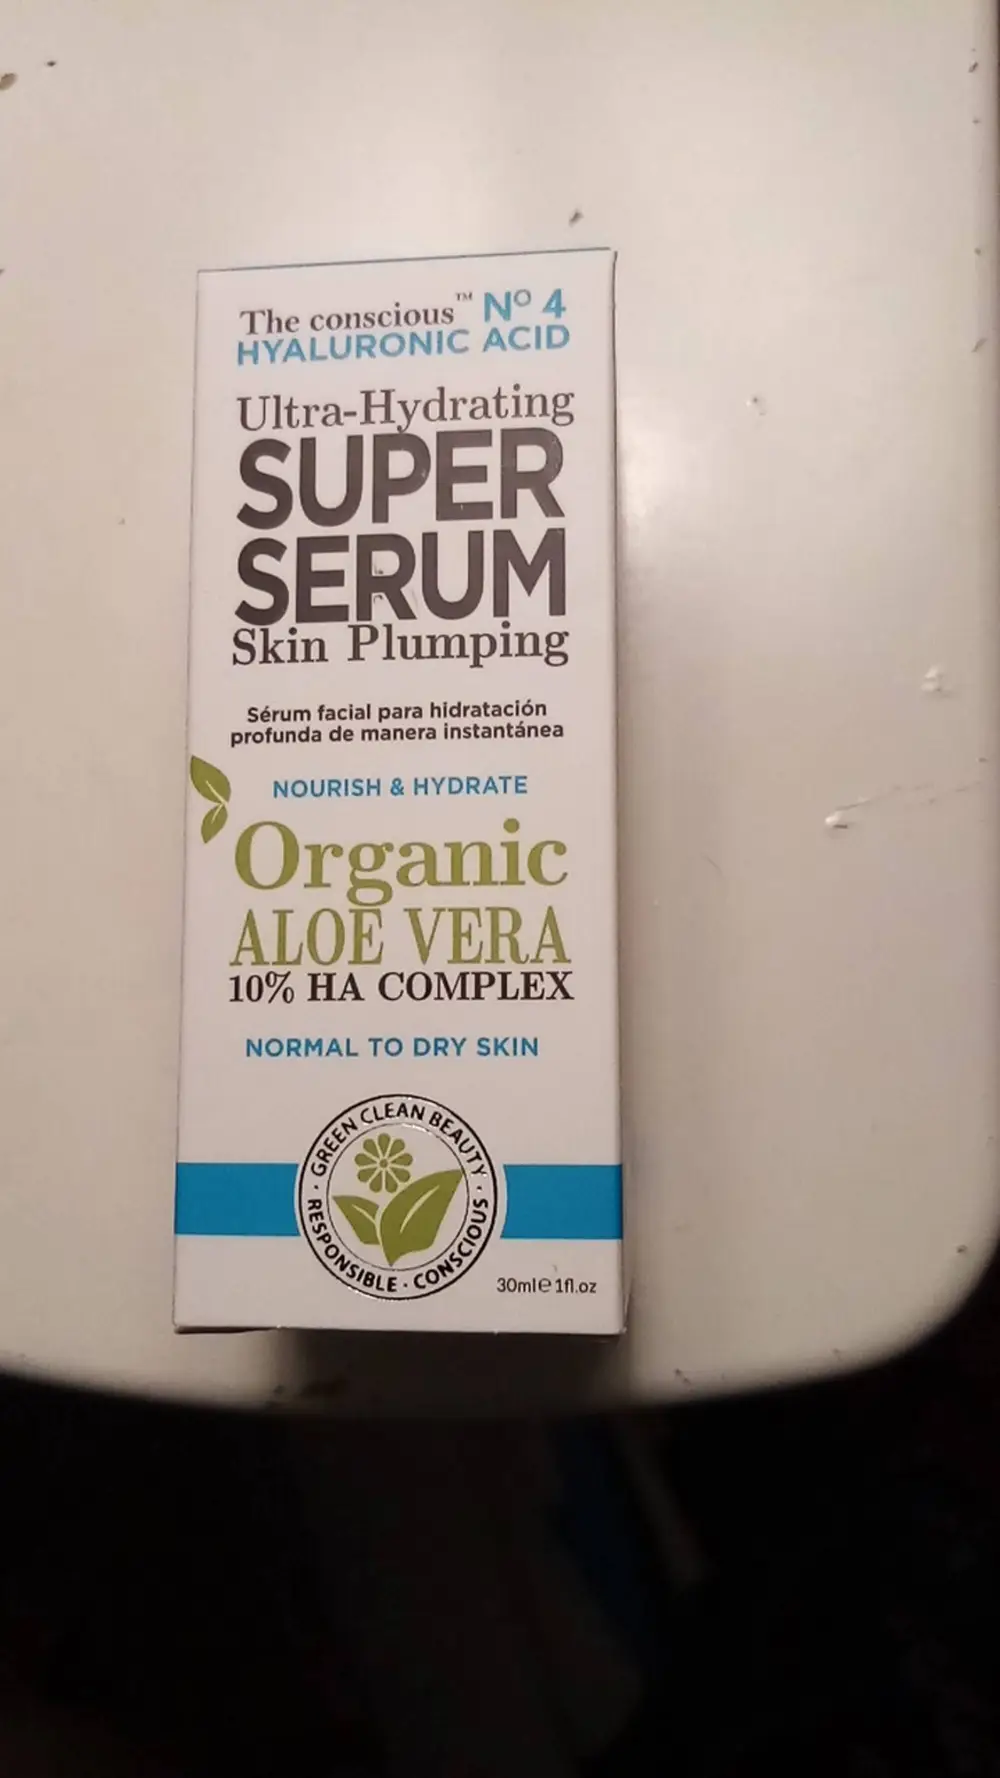 The conscious™ Nº 4
HYALURONIC ACID
Ultra-Hydrating
SUPER
SERUM
Skin Plumping
Sérum facial para hidratación
profunda de manera instantánea
NOURISH & HYDRATE
Organic
ALOE VERA
10% HA COMPLEX
NORMAL TO DRY SKIN
GREEN CLEAN BEAUTY · CONSCIOUS · RESPONSIBLE ·
30ml℮1fl.oz